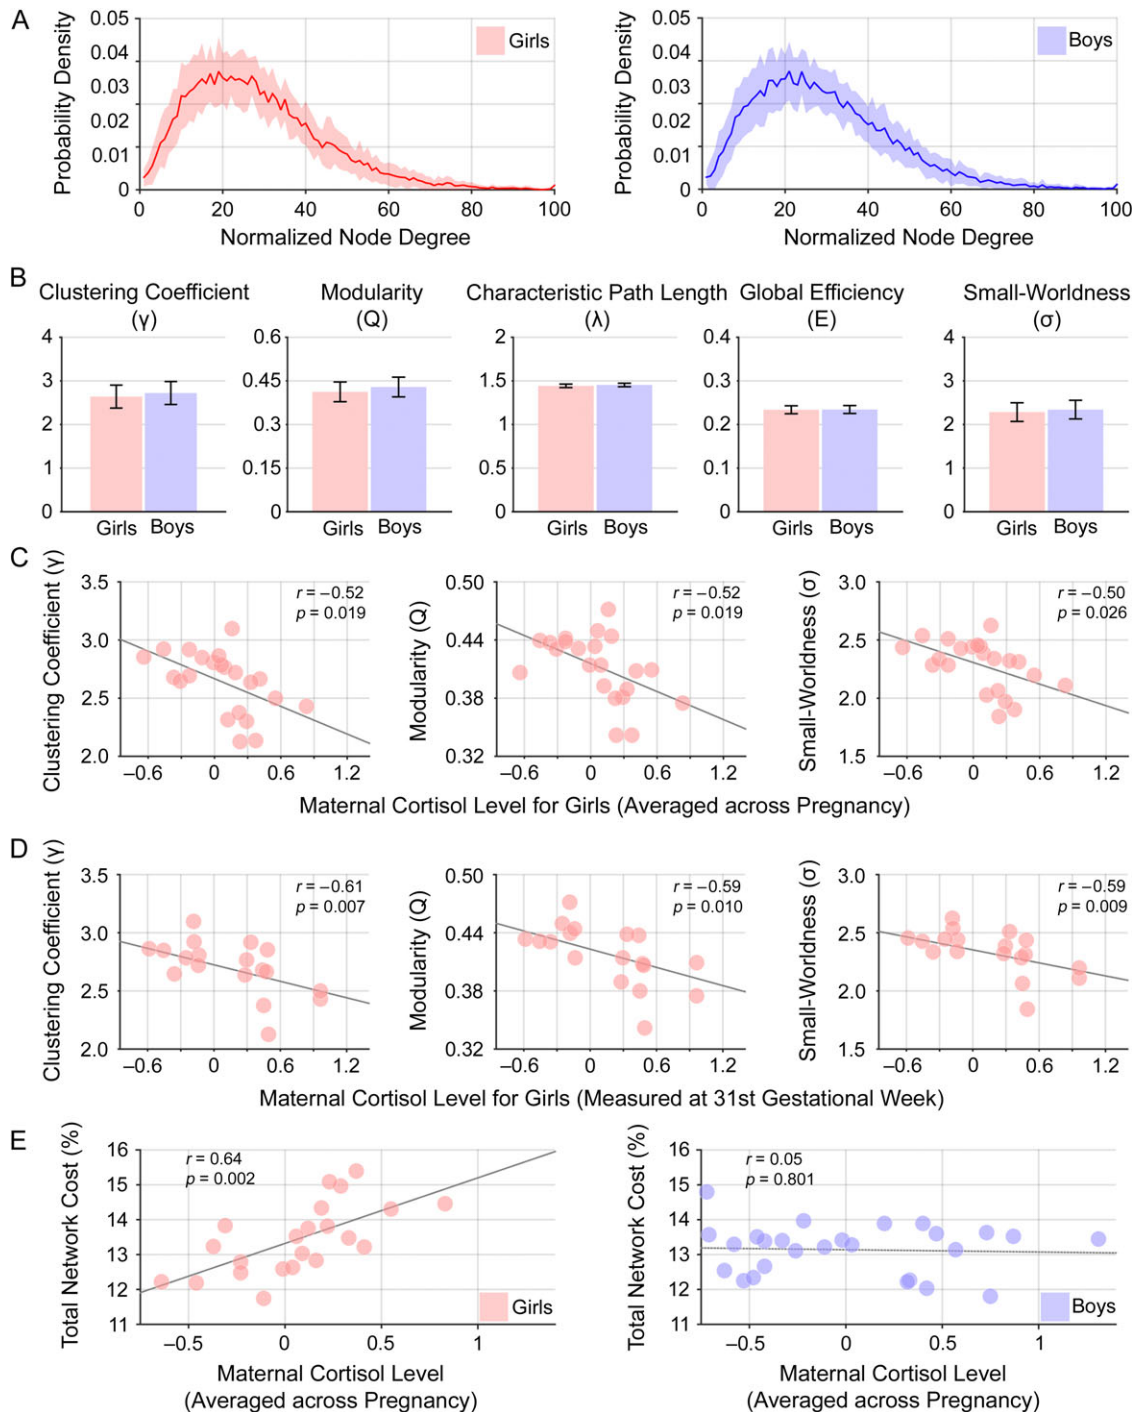 A
Probability Density
0.05
0.04
0.03
0.02
0.01
0
Girls
0
20
40
60
80
100
Normalized Node Degree
Probability Density
0.05
0.04
0.03
0.02
0.01
0
Boys
0
20
40
60
80
100
Normalized Node Degree
B
Clustering Coefficient
(γ)
4
3
2
1
0
Girls Boys
Modularity
(Q)
0.6
0.45
0.3
0.15
0
Girls Boys
Characteristic Path Length
(λ)
2
1.5
1
0.5
0
Girls Boys
Global Efficiency
(E)
0.4
0.3
0.2
0.1
0
Girls Boys
Small-Worldness
(σ)
4
3
2
1
0
Girls Boys
C
Clustering Coefficient (γ)
3.5
3.0
2.5
2.0
r = −0.52
p = 0.019
−0.6 0 0.6 1.2
Modularity (Q)
0.50
0.44
0.38
0.32
r = −0.52
p = 0.019
−0.6 0 0.6 1.2
Small-Worldness (σ)
3.0
2.5
2.0
1.5
r = −0.50
p = 0.026
−0.6 0 0.6 1.2
Maternal Cortisol Level for Girls (Averaged across Pregnancy)
D
Clustering Coefficient (γ)
3.5
3.0
2.5
2.0
r = −0.61
p = 0.007
−0.6 0 0.6 1.2
Modularity (Q)
0.50
0.44
0.38
0.32
r = −0.59
p = 0.010
−0.6 0 0.6 1.2
Small-Worldness (σ)
3.0
2.5
2.0
1.5
r = −0.59
p = 0.009
−0.6 0 0.6 1.2
Maternal Cortisol Level for Girls (Measured at 31st Gestational Week)
E
Total Network Cost (%)
16
15
14
13
12
11
r = 0.64
p = 0.002
Girls
−0.5 0 0.5 1
Maternal Cortisol Level
(Averaged across Pregnancy)
Total Network Cost (%)
16
15
14
13
12
11
r = 0.05
p = 0.801
Boys
−0.5 0 0.5 1
Maternal Cortisol Level
(Averaged across Pregnancy)